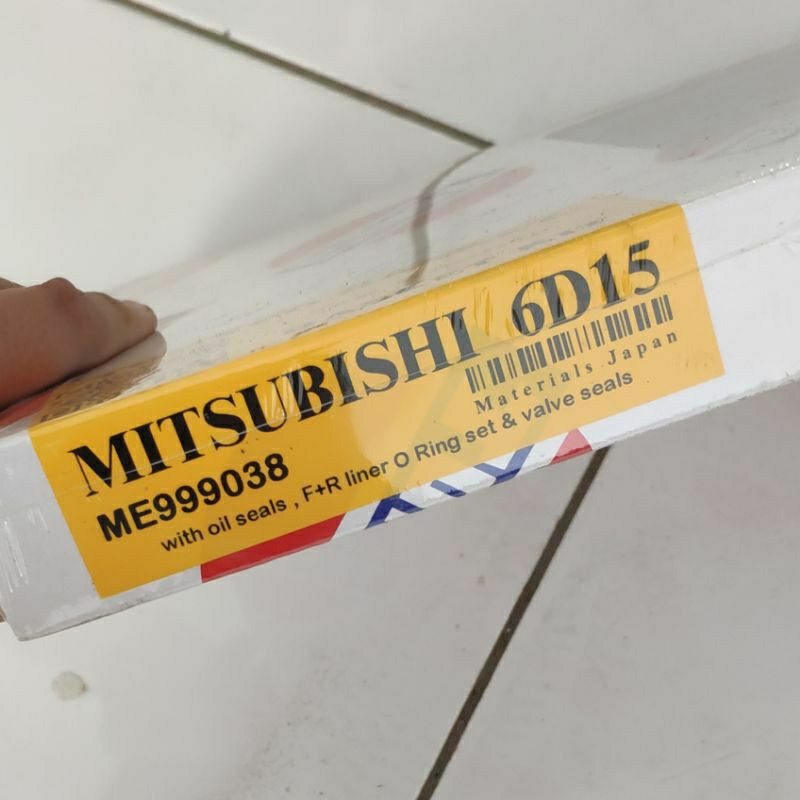 MITSUBISHI 6D15
Materials Japan
ME999038
with oil seals , F+R liner O Ring set & valve seals